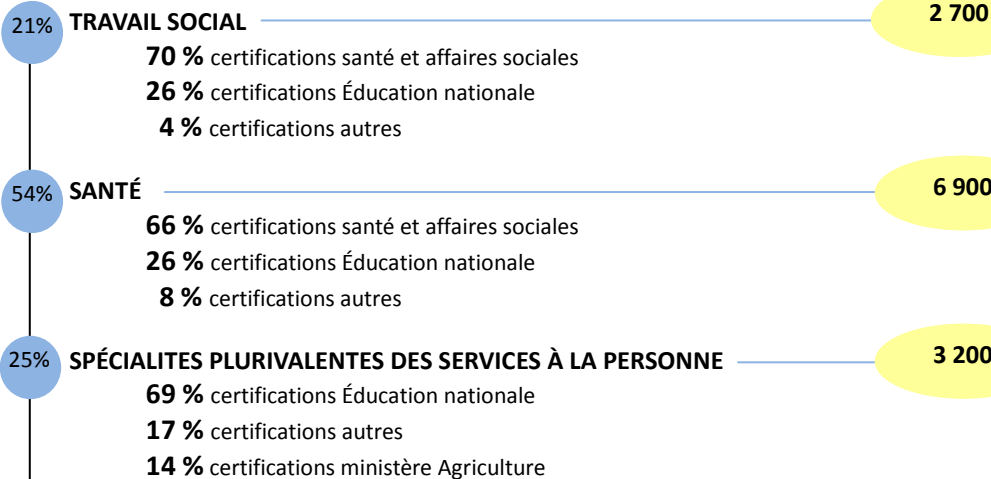 21% TRAVAIL SOCIAL 2 700
70 % certifications santé et affaires sociales
26 % certifications Éducation nationale
4 % certifications autres
54% SANTÉ 6 900
66 % certifications santé et affaires sociales
26 % certifications Éducation nationale
8 % certifications autres
25% SPÉCIALITES PLURIVALENTES DES SERVICES À LA PERSONNE 3 200
69 % certifications Éducation nationale
17 % certifications autres
14 % certifications ministère Agriculture